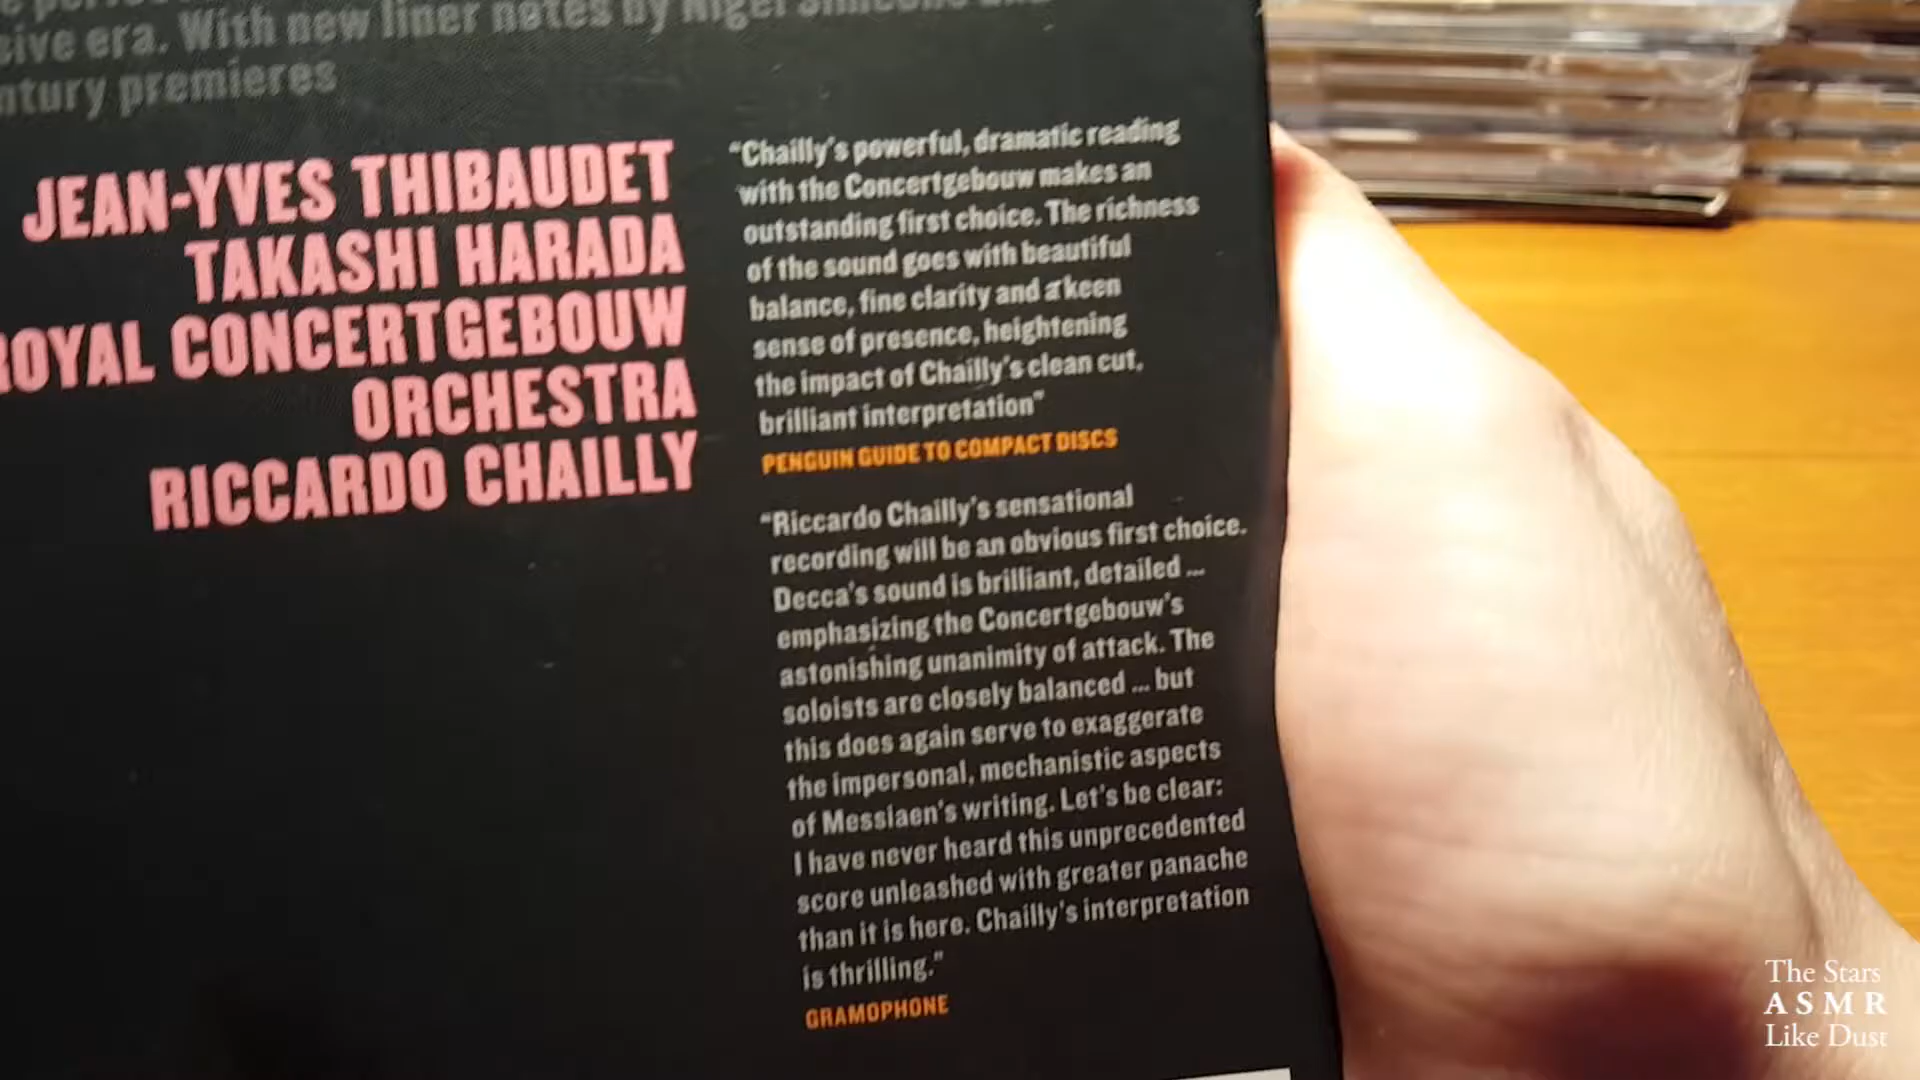 sive era. With new liner notes by Nigel Simeone
ntury premieres
JEAN-YVES THIBAUDET
TAKASHI HARADA
ROYAL CONCERTGEBOUW
ORCHESTRA
RICCARDO CHAILLY
“Chailly’s powerful, dramatic reading
with the Concertgebouw makes an
outstanding first choice. The richness
of the sound goes with beautiful
balance, fine clarity and a keen
sense of presence, heightening
the impact of Chailly’s clean cut,
brilliant interpretation”
PENGUIN GUIDE TO COMPACT DISCS
“Riccardo Chailly’s sensational
recording will be an obvious first choice.
Decca’s sound is brilliant, detailed ...
emphasizing the Concertgebouw’s
astonishing unanimity of attack. The
soloists are closely balanced ... but
this does again serve to exaggerate
the impersonal, mechanistic aspects
of Messiaen’s writing. Let’s be clear:
I have never heard this unprecedented
score unleashed with greater panache
than it is here. Chailly’s interpretation
is thrilling.”
GRAMOPHONE
The Stars
ASMR
Like Dust